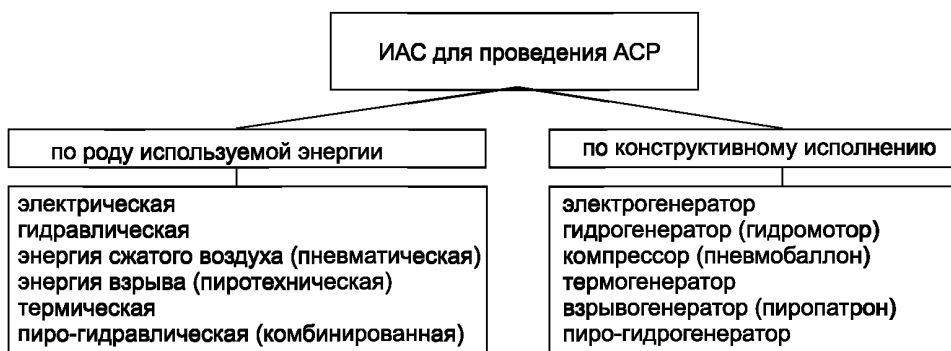 ИАС для проведения АСР
по роду используемой энергии
электрическая
гидравлическая
энергия сжатого воздуха (пневматическая)
энергия взрыва (пиротехническая)
термическая
пиро-гидравлическая (комбинированная)
по конструктивному исполнению
электрогенератор
гидрогенератор (гидромотор)
компрессор (пневмобаллон)
термогенератор
взрывогенератор (пиропатрон)
пиро-гидрогенератор